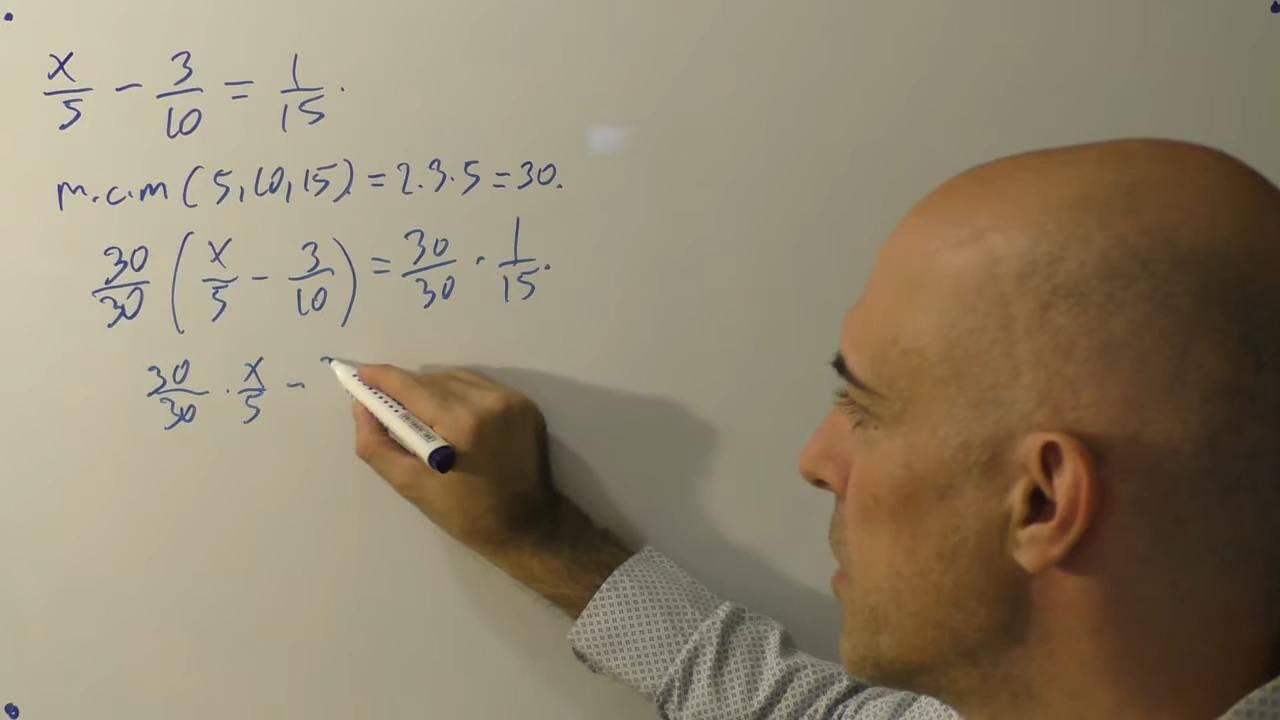 x/5 - 3/10 = 1/15.
m.c.m (5,10,15) = 2.3.5 = 30.
30/30 (x/5 - 3/10) = 30/30 · 1/15.
30/30 · x/5 -